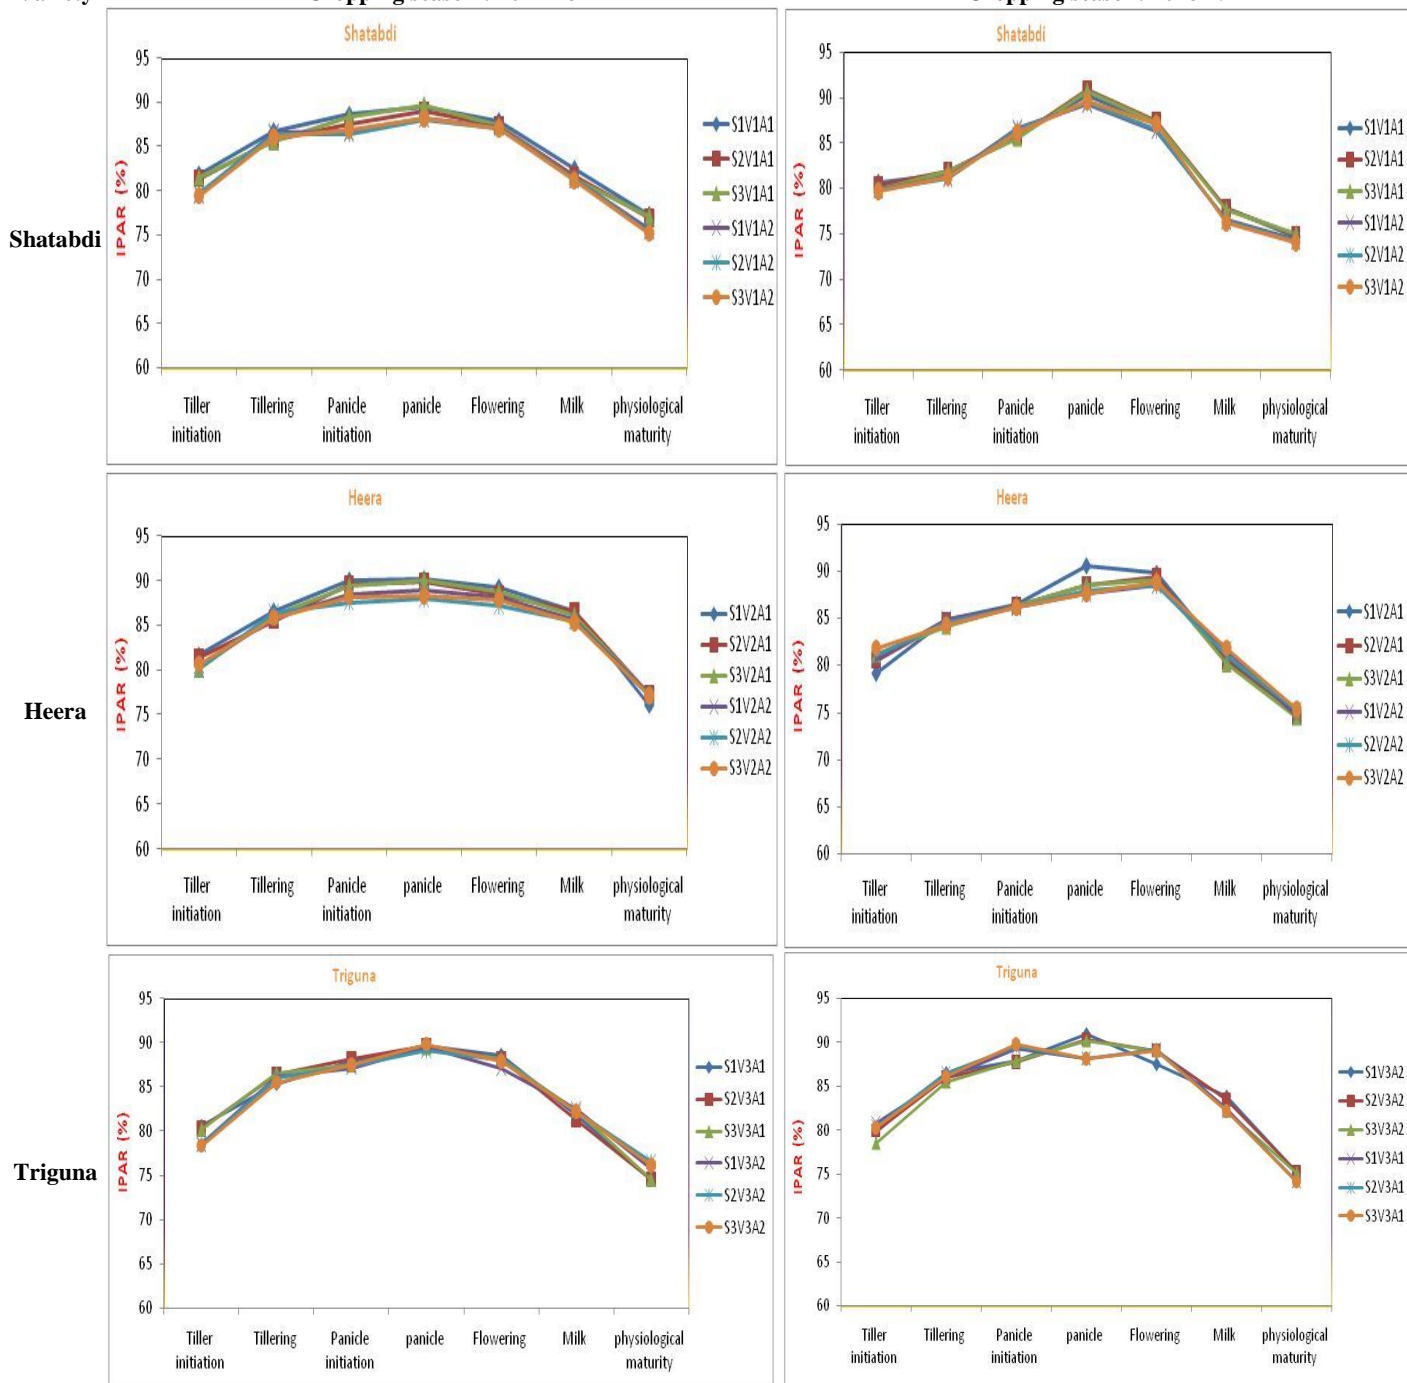 Shatabdi
Shatabdi
Shatabdi
95
90
85
80
75
70
65
60
IPAR (%)
Tiller initiation
Tillering
Panicle initiation
panicle
Flowering
Milk
physiological maturity
S1V1A1
S2V1A1
S3V1A1
S1V1A2
S2V1A2
S3V1A2
95
90
85
80
75
70
65
60
IPAR (%)
Tiller initiation
Tillering
Panicle initiation
panicle
Flowering
Milk
physiological maturity
S1V1A1
S2V1A1
S3V1A1
S1V1A2
S2V1A2
S3V1A2
Heera
Heera
Heera
95
90
85
80
75
70
65
60
IPAR (%)
Tiller initiation
Tillering
Panicle initiation
panicle
Flowering
Milk
physiological maturity
S1V2A1
S2V2A1
S3V2A1
S1V2A2
S2V2A2
S3V2A2
95
90
85
80
75
70
65
60
IPAR (%)
Tiller initiation
Tillering
Panicle initiation
panicle
Flowering
Milk
physiological maturity
S1V2A1
S2V2A1
S3V2A1
S1V2A2
S2V2A2
S3V2A2
Triguna
Triguna
Triguna
95
90
85
80
75
70
65
60
IPAR (%)
Tiller initiation
Tillering
Panicle initiation
panicle
Flowering
Milk
physiological maturity
S1V3A1
S2V3A1
S3V3A1
S1V3A2
S2V3A2
S3V3A2
95
90
85
80
75
70
65
60
IPAR (%)
Tiller initiation
Tillering
Panicle initiation
panicle
Flowering
Milk
physiological maturity
S1V3A2
S2V3A2
S3V3A2
S1V3A1
S2V3A1
S3V3A1